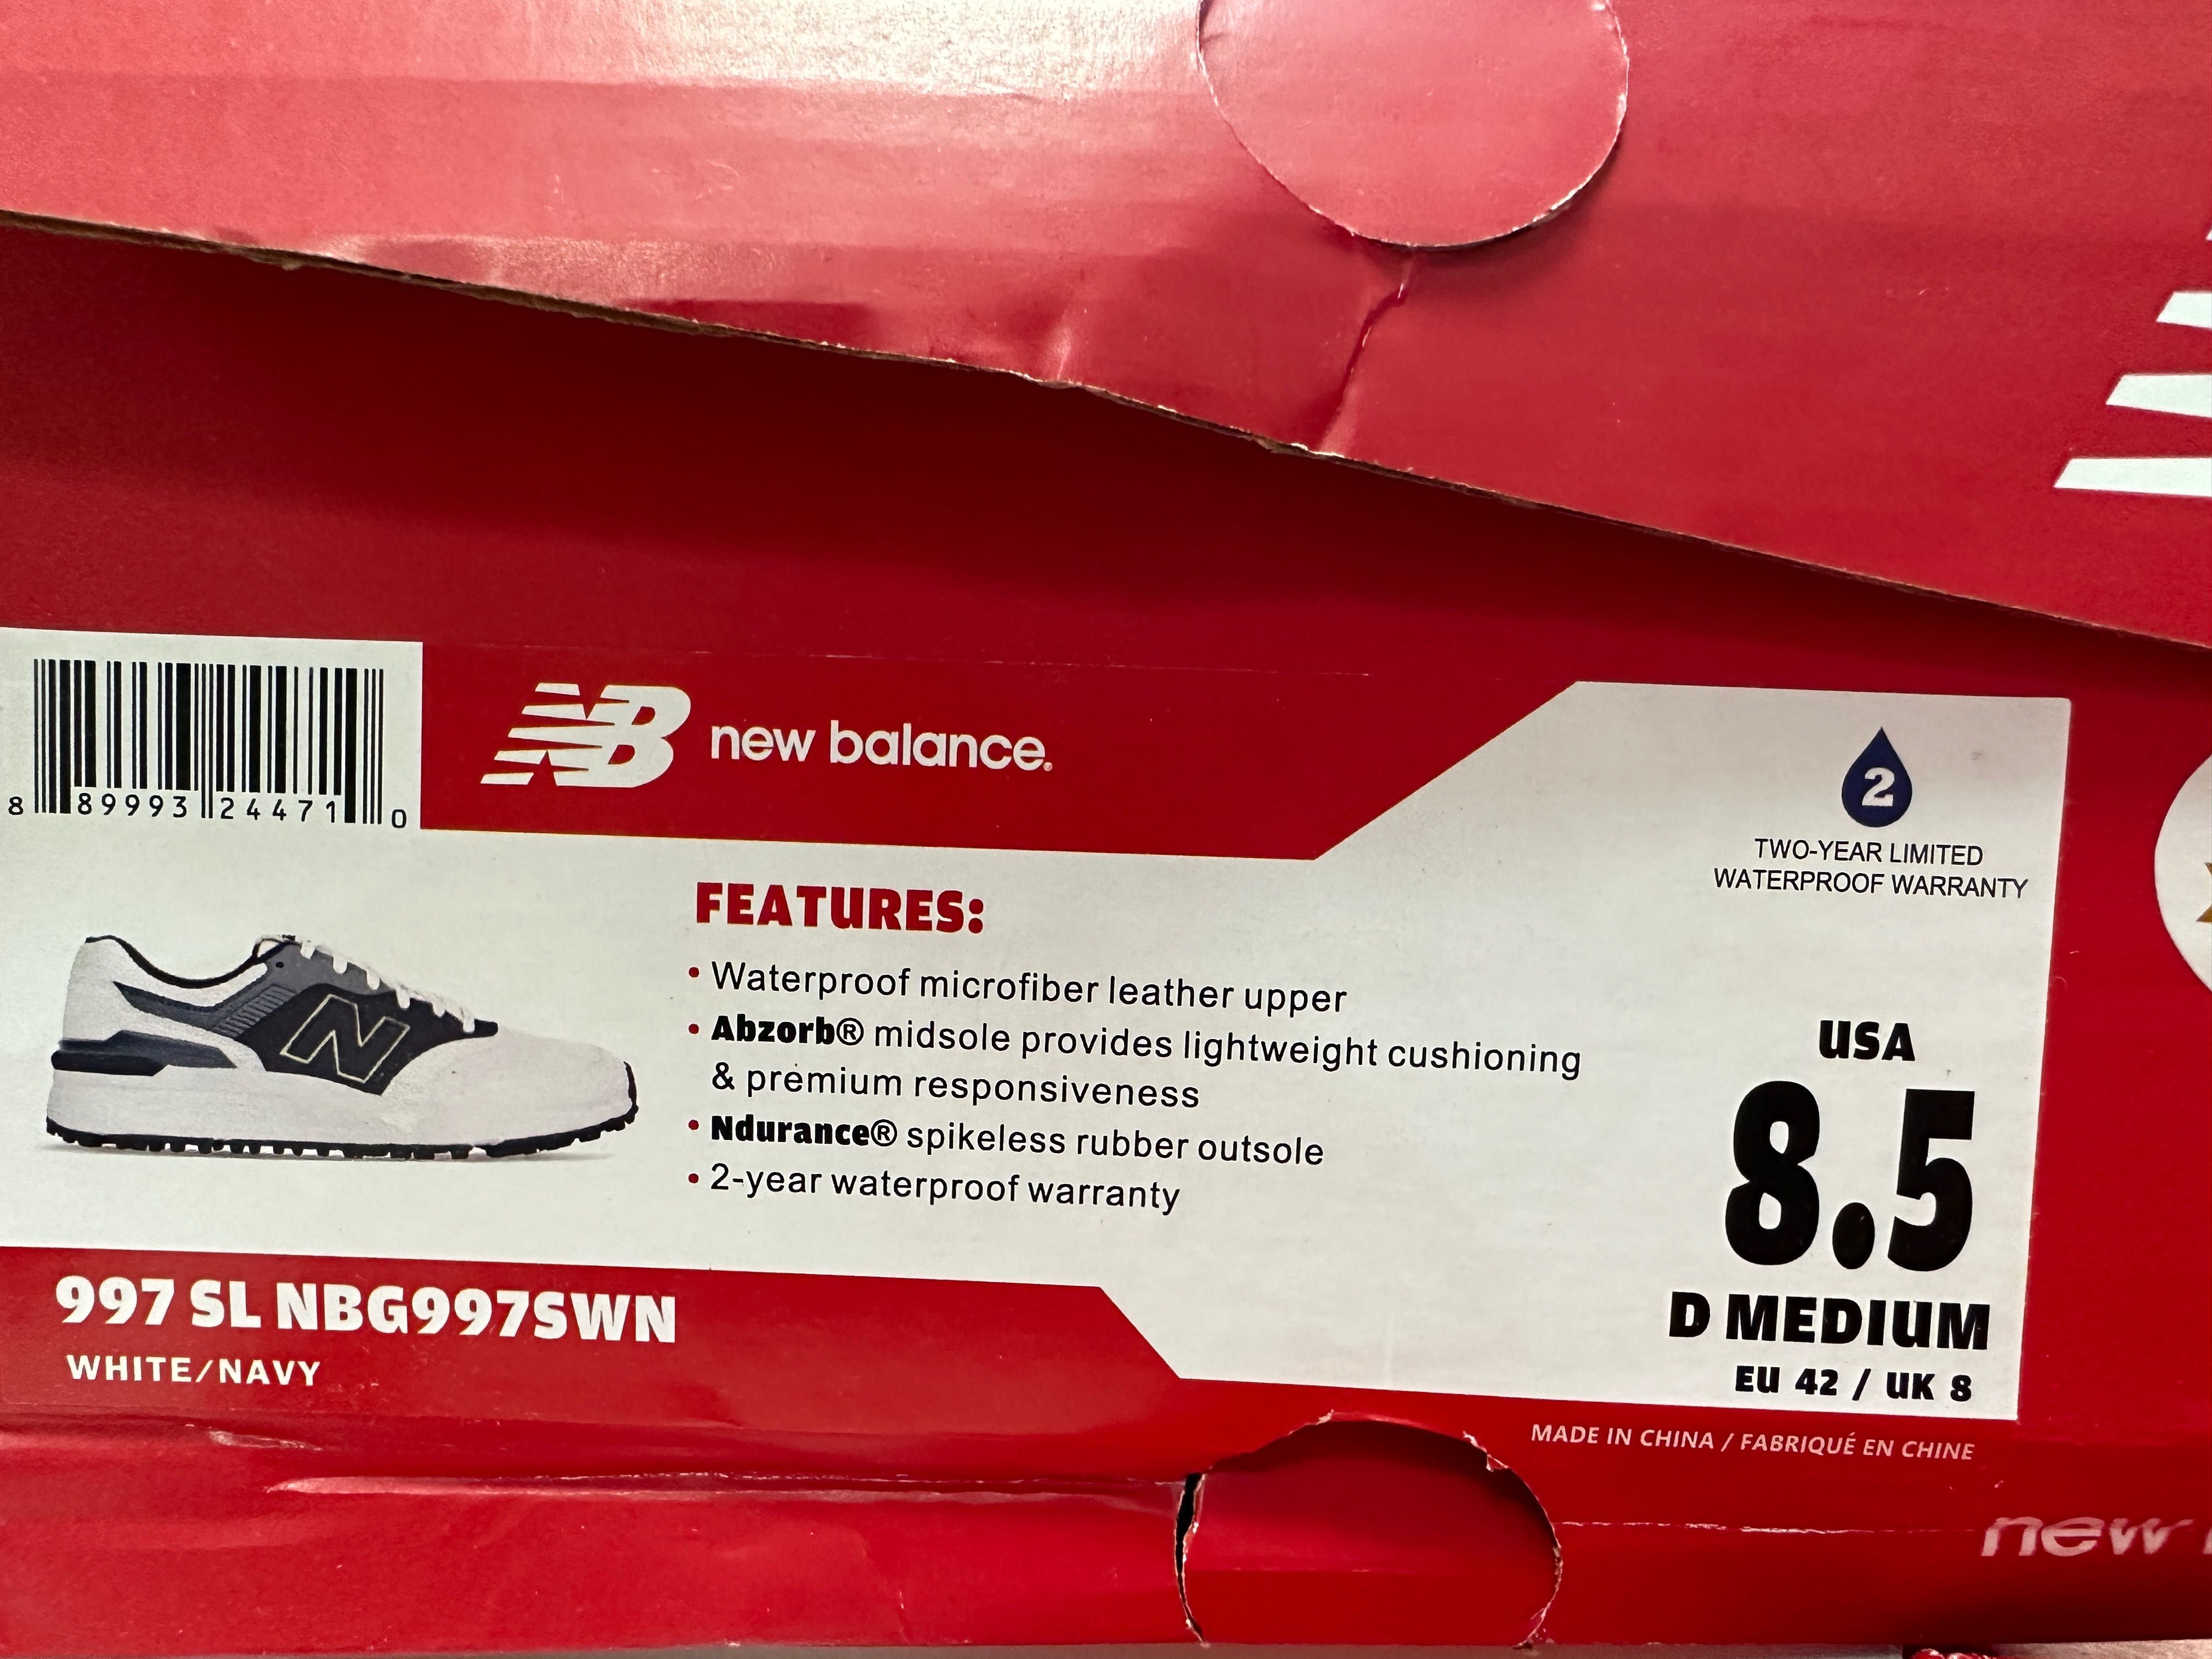 8 89993 24471 0
NB new balance.
2
TWO-YEAR LIMITED
WATERPROOF WARRANTY
FEATURES:
• Waterproof microfiber leather upper
• Abzorb® midsole provides lightweight cushioning
& premium responsiveness
• Ndurance® spikeless rubber outsole
• 2-year waterproof warranty
N
USA
8.5
D MEDIUM
EU 42 / UK 8
997 SL NBG997SWN
WHITE/NAVY
MADE IN CHINA / FABRIQUÉ EN CHINE
new